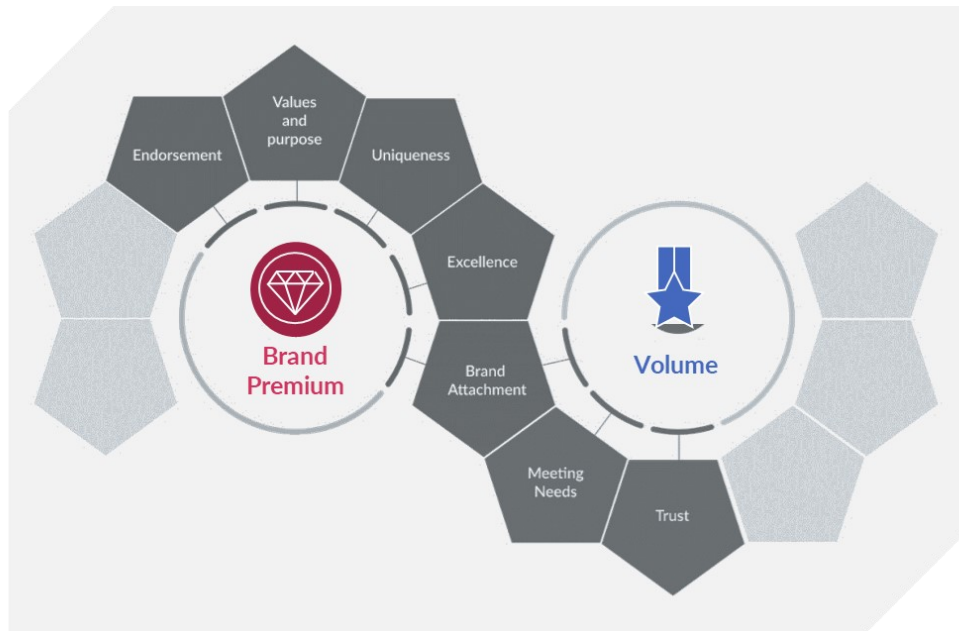 Values
and
purpose
Endorsement
Uniqueness
Excellence
Brand
Premium
Volume
Brand
Attachment
Meeting
Needs
Trust